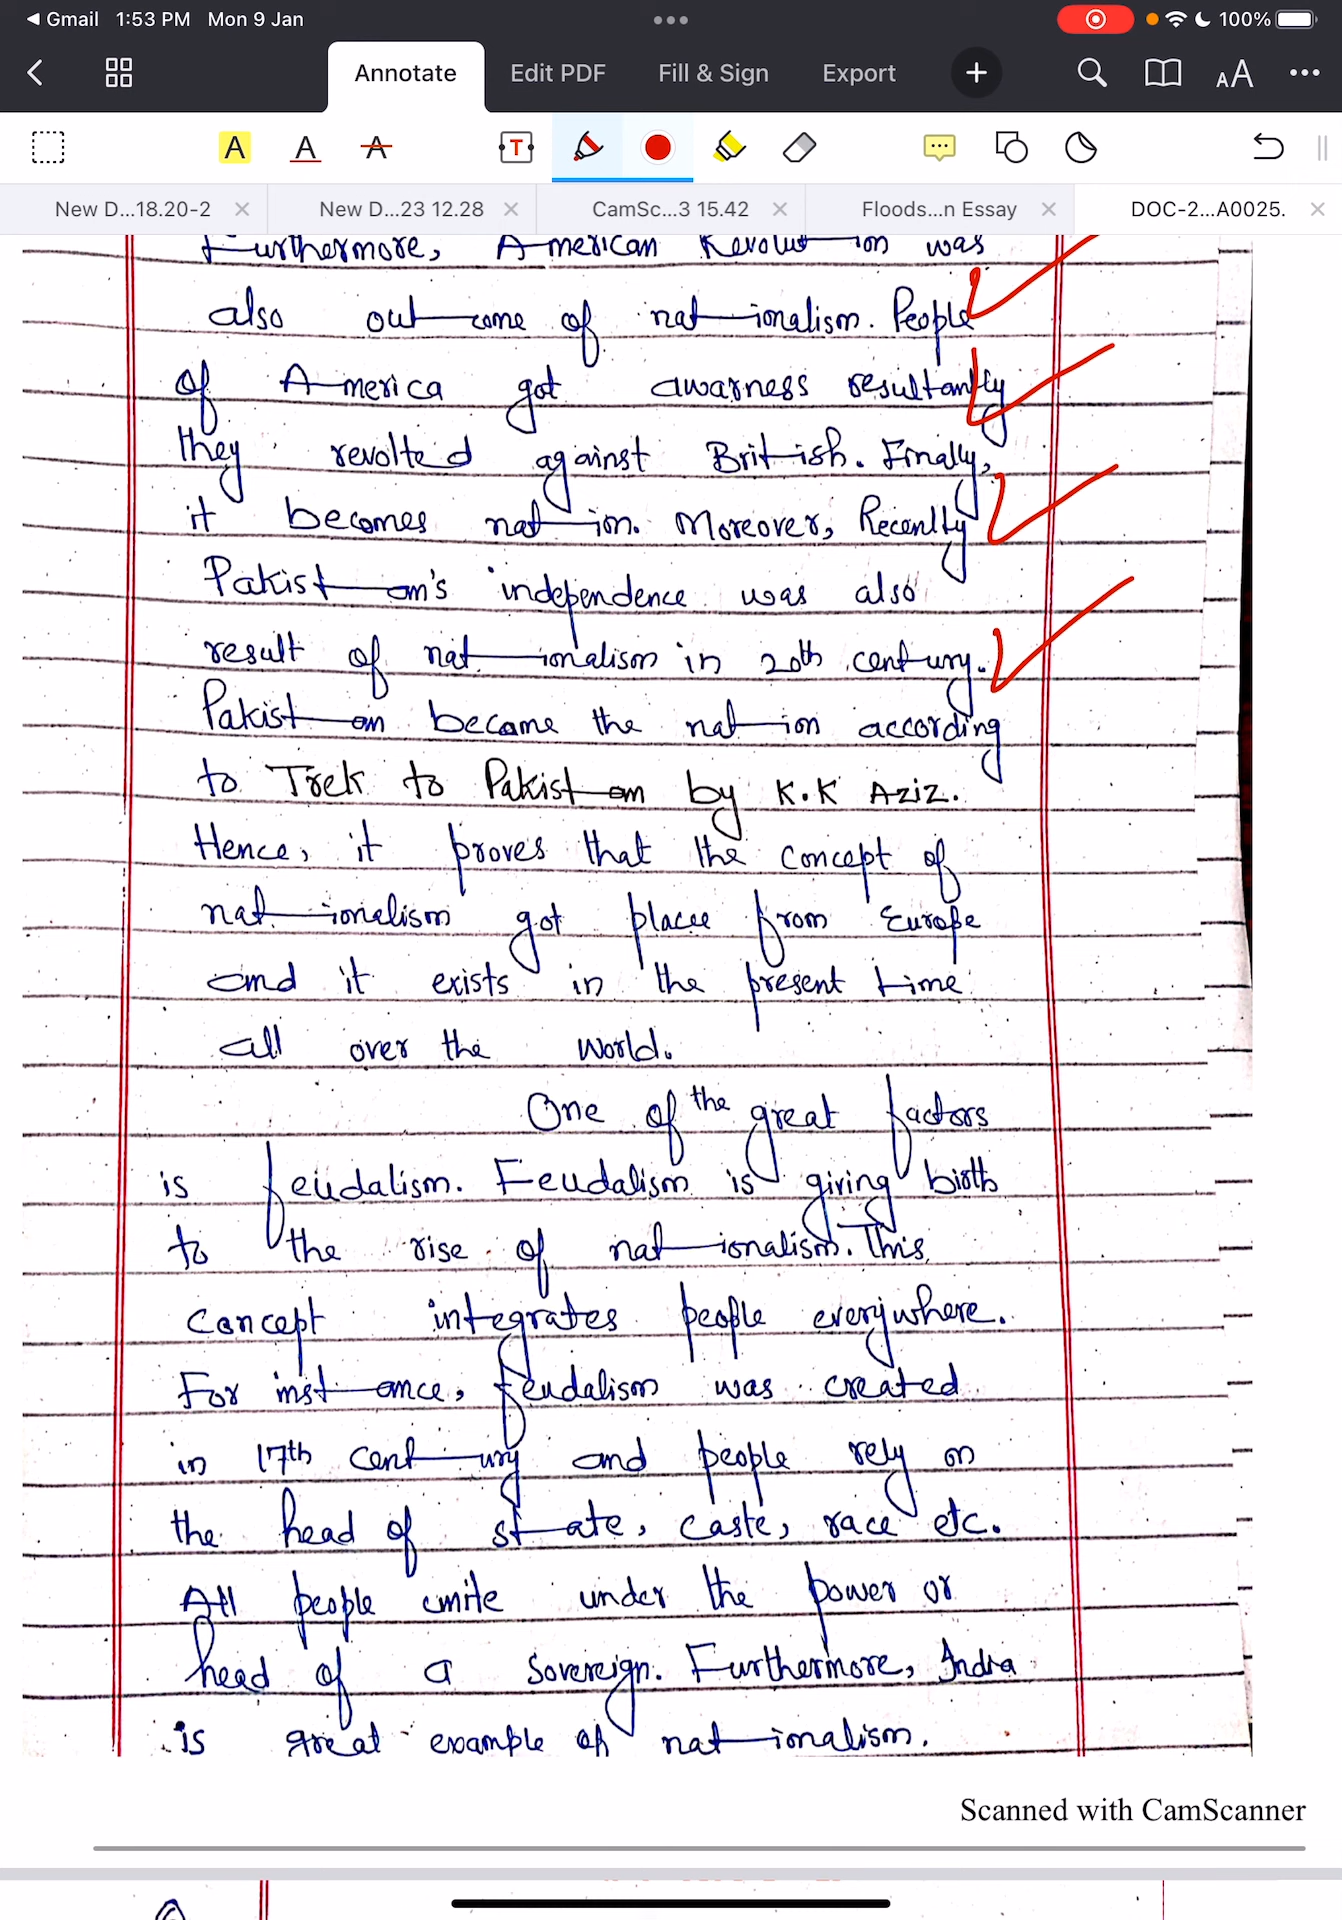 Gmail 1:53 PM Mon 9 Jan 100%
Annotate Edit PDF Fill & Sign Export
A A A T AA
New D...18.20-2 New D...23 12.28 CamSc...3 15.42 Floods...n Essay DOC-2...A0025.
Furthermore, American Revolution was
also outcome of nationalism. People
of America got awarness resultantly
they revolted against British. Finally,
it becomes nation. Moreover, Recently
Pakistan's independence was also
result of nationalism in 20th century.
Pakistan became the nation according
to Trek to Pakistan by K.K Aziz.
Hence, it proves that the concept of
nationalism got place from Europe
and it exists in the present time
all over the world.
One of the great factors
is feudalism. Feudalism is giving birth
to the rise of nationalism. This
concept integrates people everywhere.
For instance, feudalism was created
in 17th century and people rely on
the head of state, caste, race etc.
All people unite under the power or
head of a sovereign. Furthermore, India
is great example of nationalism.
Scanned with CamScanner